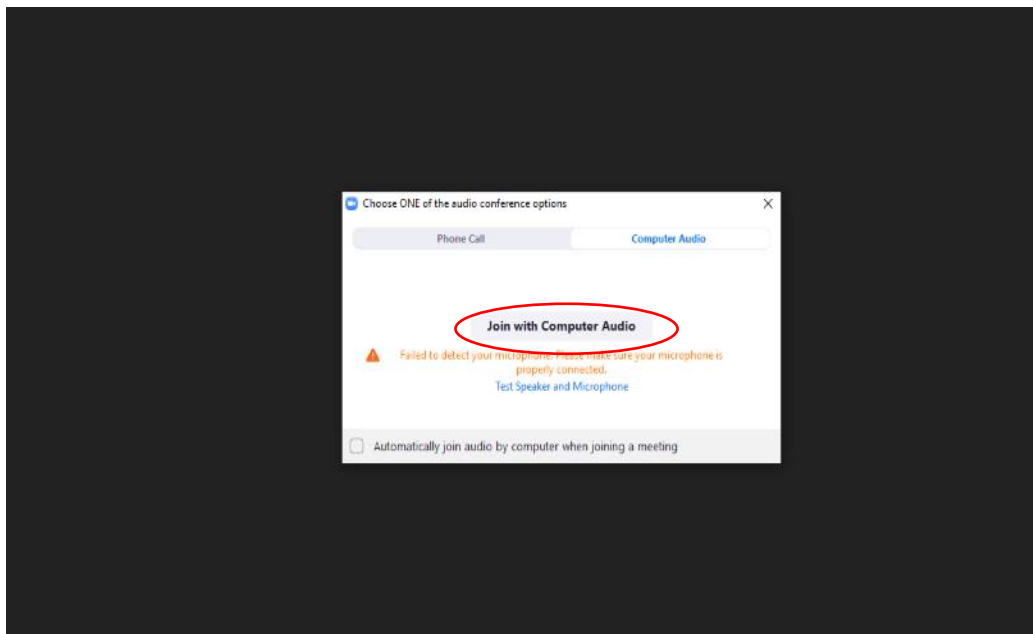 Choose ONE of the audio conference options
Phone Call
Computer Audio
Join with Computer Audio
Failed to detect your microphone. Please make sure your microphone is
properly connected.
Test Speaker and Microphone
Automatically join audio by computer when joining a meeting